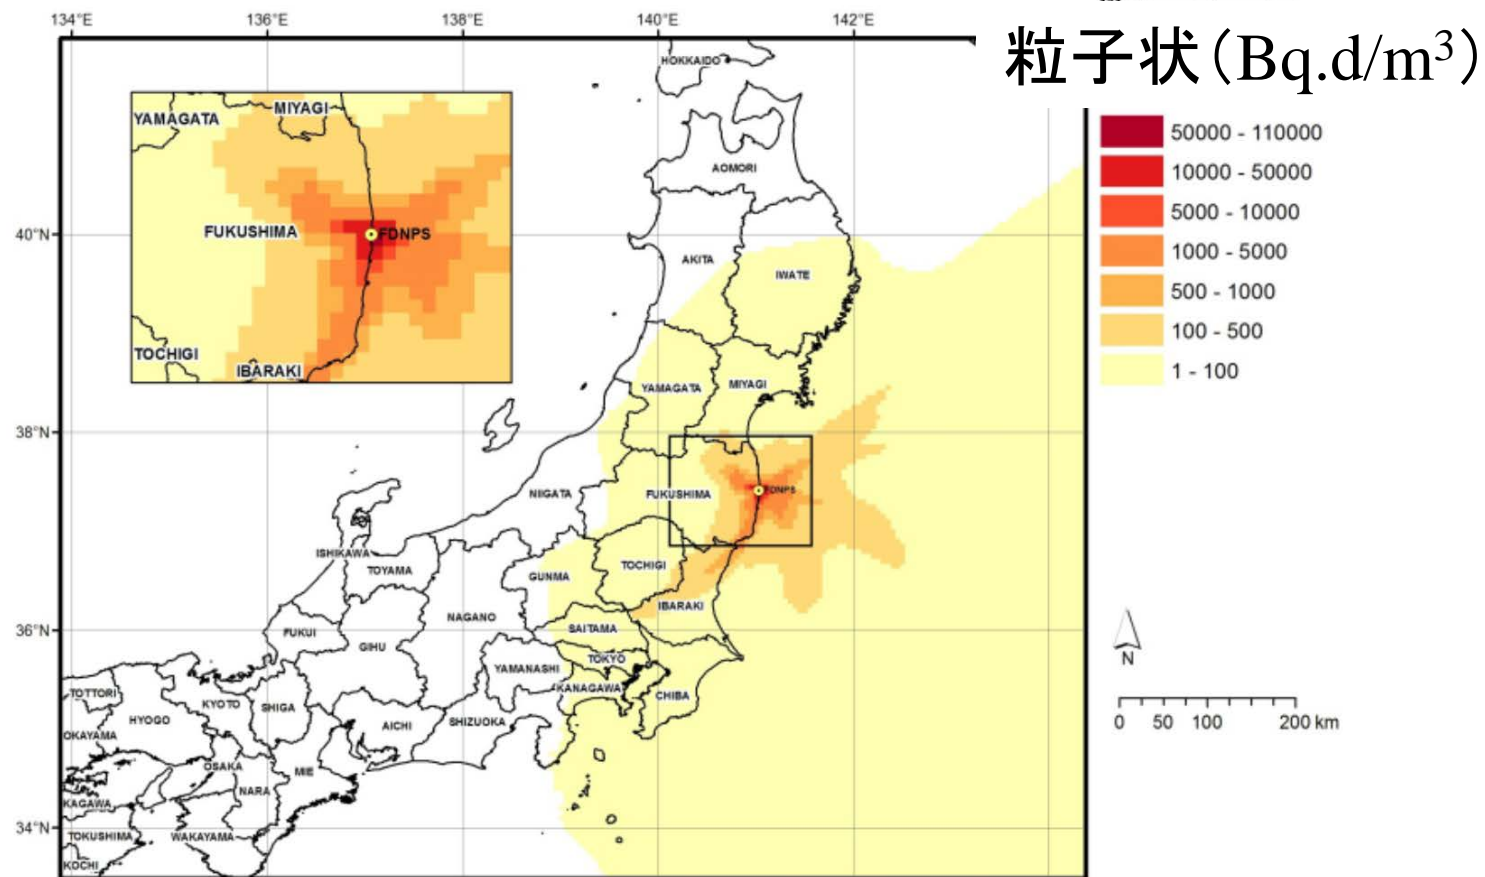 134°E 136°E 138°E 140°E 142°E
粒子状(Bq.d/m³)
HOKKAIDO
YAMAGATA MIYAGI
FUKUSHIMA FDNPS
TOCHIGI IBARAKI
50000 - 110000
10000 - 50000
5000 - 10000
1000 - 5000
500 - 1000
100 - 500
1 - 100
AOMORI
40°N
AKITA IWATE
YAMAGATA MIYAGI
38°N
NIIGATA FUKUSHIMA FDNPS
ISHIKAWA TOYAMA GUNMA TOCHIGI
NAGANO IBARAKI
36°N
FUKUI GIHU SAITAMA
YAMANASHI TOKYO
KANAGAWA CHIBA
TOTTORI HYOGO KYOTO SHIGA AICHI SHIZUOKA
OKAYAMA OSAKA MIE
KAGAWA NARA
34°N
TOKUSHIMA WAKAYAMA
KOCHI
N
0 50 100 200 km